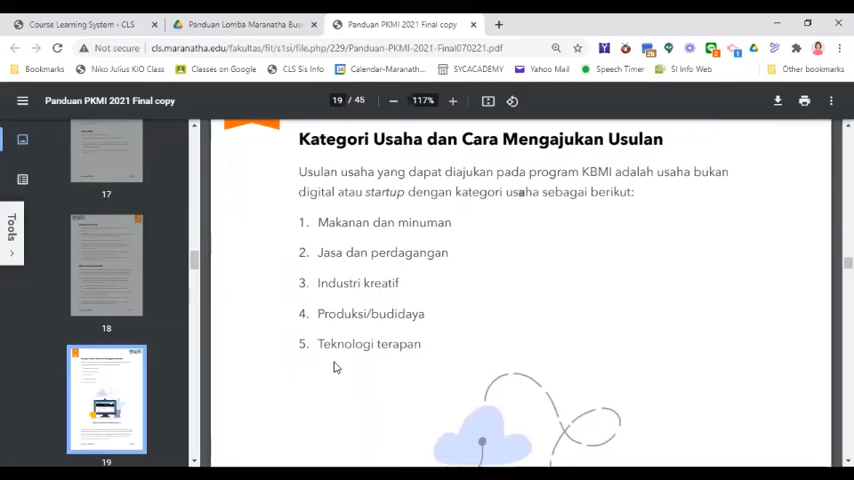 Course Learning System - CLS
Panduan Lomba Maranatha Busi
Panduan PKMI 2021 Final copy
Not secure
cls.maranatha.edu/fakultas/fit/s1si/file.php/229/Panduan-PKMI-2021-Final070221.pdf
Bookmarks
Niko Julius KIO Class
Classes on Google
CLS SIs Info
Calendar-Maranath...
SYCACADEMY
Yahoo Mail
Speech Timer
SI Info Web
Other bookmarks
Panduan PKMI 2021 Final copy
19 / 45
117%
Tools
17
18
19
Kategori Usaha dan Cara Mengajukan Usulan
Usulan usaha yang dapat diajukan pada program KBMI adalah usaha bukan
digital atau startup dengan kategori usaha sebagai berikut:
1. Makanan dan minuman
2. Jasa dan perdagangan
3. Industri kreatif
4. Produksi/budidaya
5. Teknologi terapan